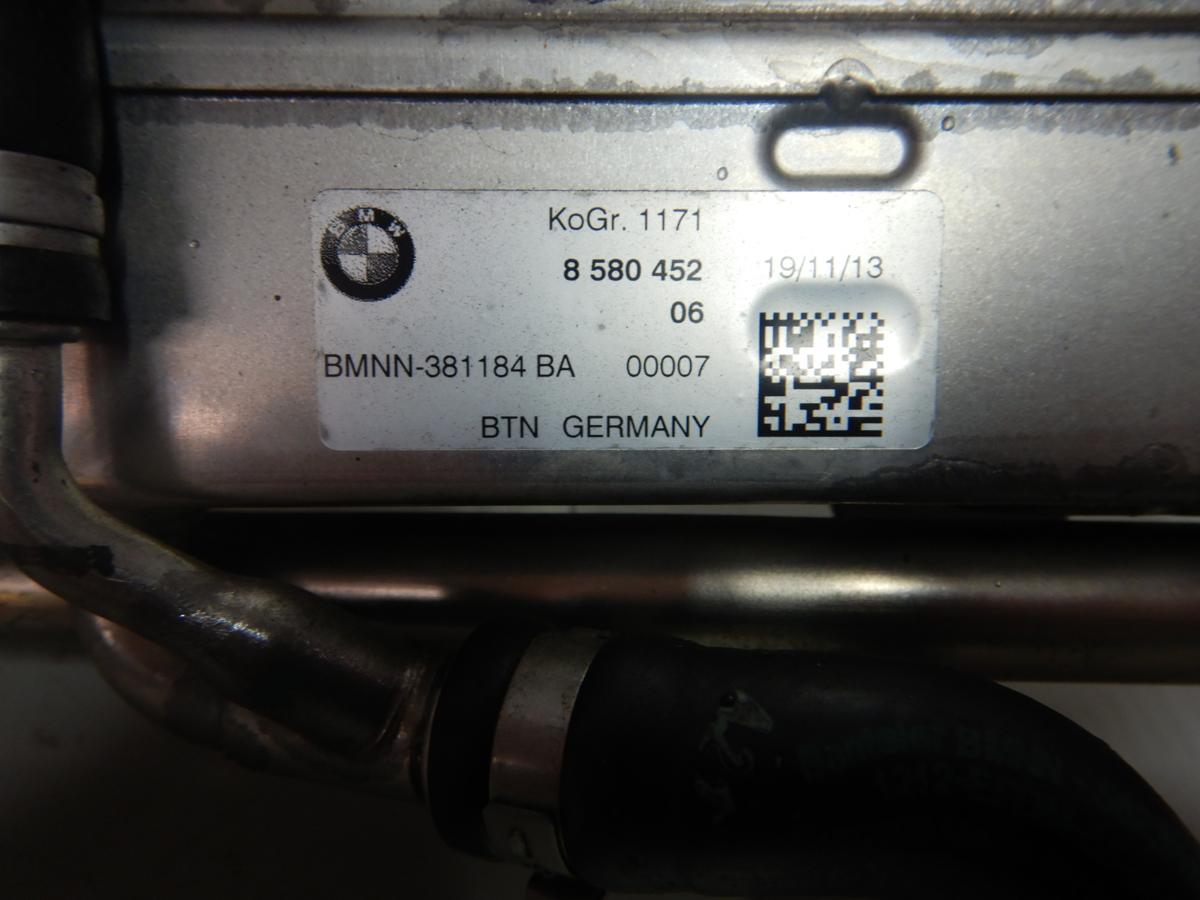 BMW
KoGr. 1171
8 580 452
19/11/13
06
BMNN-381184 BA 00007
BTN GERMANY